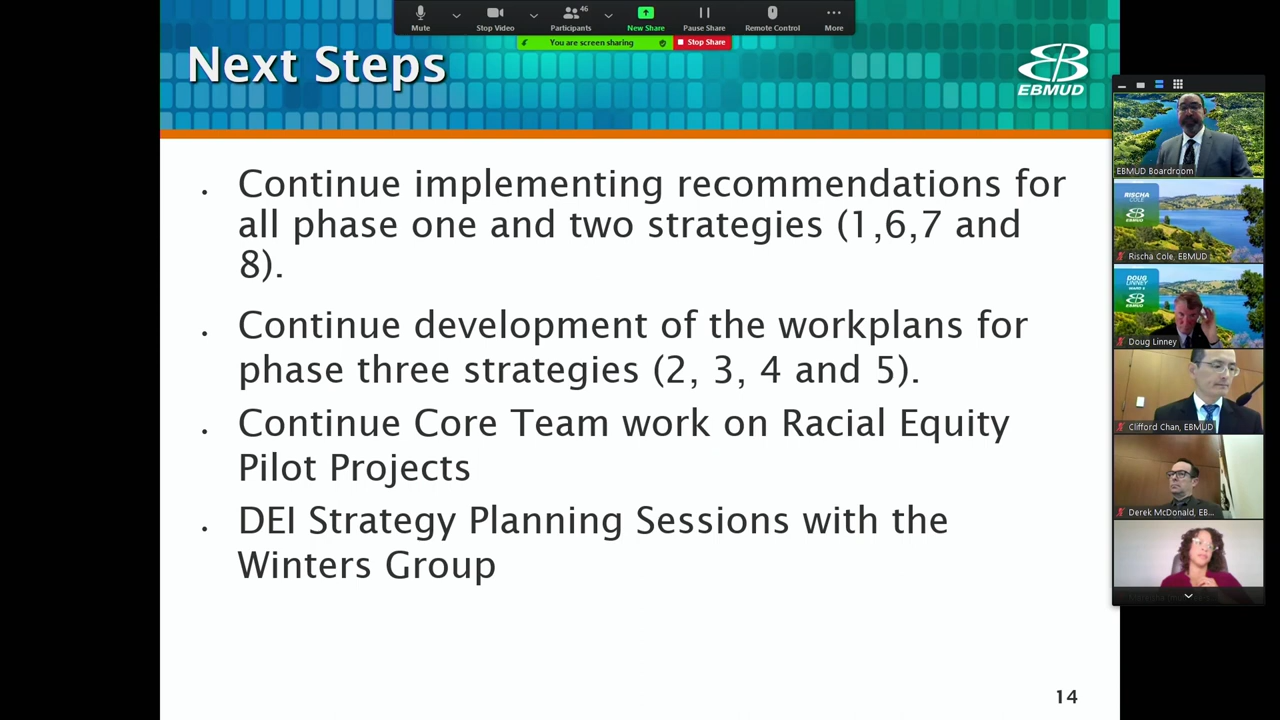 Mute
Stop Video
Participants
46
New Share
Pause Share
Remote Control
More
You are screen sharing
Stop Share
Next Steps
EBMUD
• Continue implementing recommendations for
all phase one and two strategies (1,6,7 and
8).
• Continue development of the workplans for
phase three strategies (2, 3, 4 and 5).
• Continue Core Team work on Racial Equity
Pilot Projects
• DEI Strategy Planning Sessions with the
Winters Group
14
EBMUD Boardroom
RISCHA
COLE
Rischa Cole, EBMUD
DOUG
LINNEY
Doug Linney
Clifford Chan, EBMUD
Derek McDonald, EB...